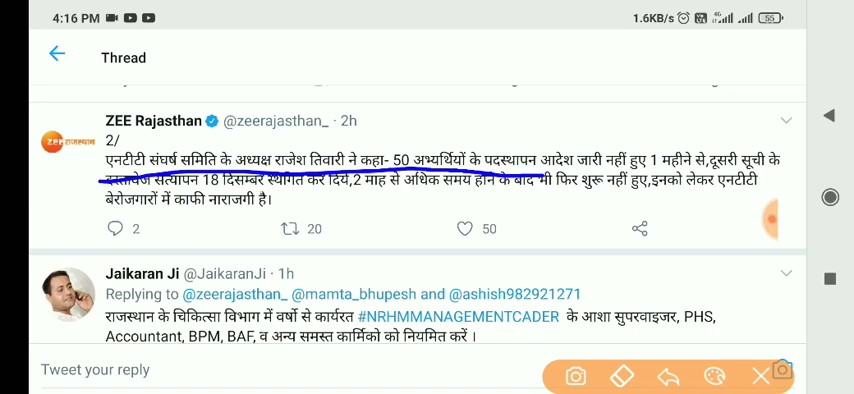 4:16 PM
1.6KB/s 4G 55
Thread
ZEE Rajasthan @zeerajasthan_ · 2h
ZEE राजस्थान
2/
एनटीटी संघर्ष समिति के अध्यक्ष राजेश तिवारी ने कहा- 50 अभ्यर्थियों के पदस्थापन आदेश जारी नहीं हुए 1 महीने से,दूसरी सूची के
दस्तावेज सत्यापन 18 दिसम्बर स्थगित कर दिये,2 माह से अधिक समय होने के बाद भी फिर शुरू नहीं हुए,इनको लेकर एनटीटी
बेरोजगारों में काफी नाराजगी है।
2 20 50
Jaikaran Ji @JaikaranJi · 1h
Replying to @zeerajasthan_ @mamta_bhupesh and @ashish982921271
राजस्थान के चिकित्सा विभाग में वर्षो से कार्यरत #NRHMMANAGEMENTCADER के आशा सुपरवाइजर, PHS,
Accountant, BPM, BAF, व अन्य समस्त कार्मिको को नियमित करें ।
Tweet your reply